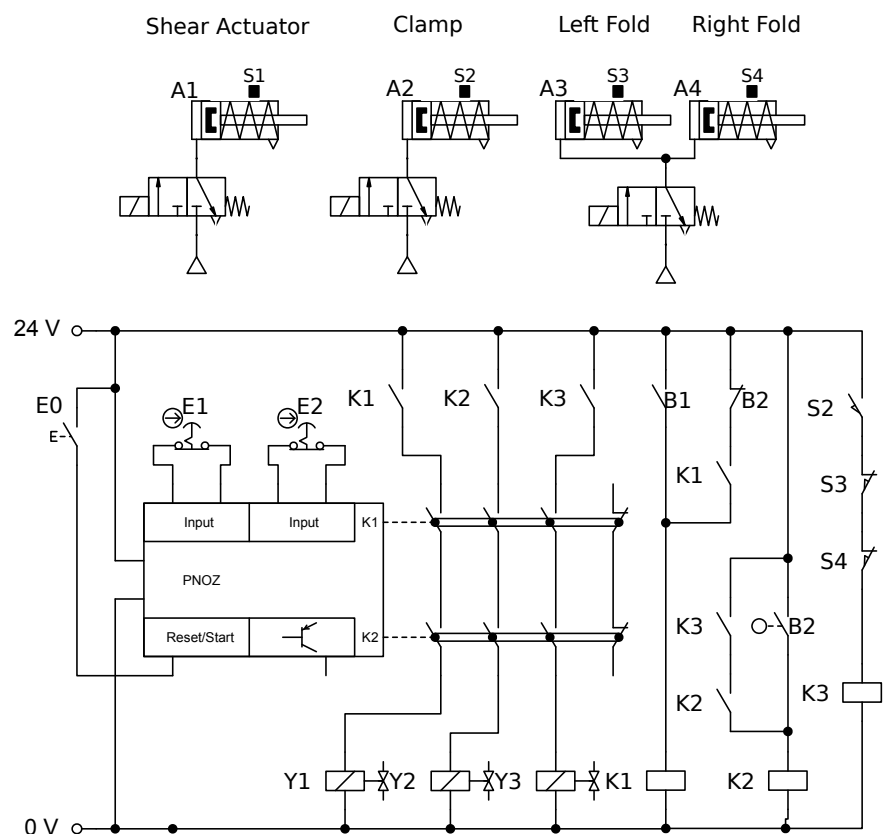 Shear Actuator Clamp Left Fold Right Fold
S1 S2 S3 S4
A1 A2 A3 A4
24 V
E0 E1 E2 K1 K2 K3 B1 B2 S2
E
K1 S3
Input Input K1
PNOZ S4
Reset/Start K2 K3 B2
K2 K3
Y1 Y2 Y3 K1 K2
0 V